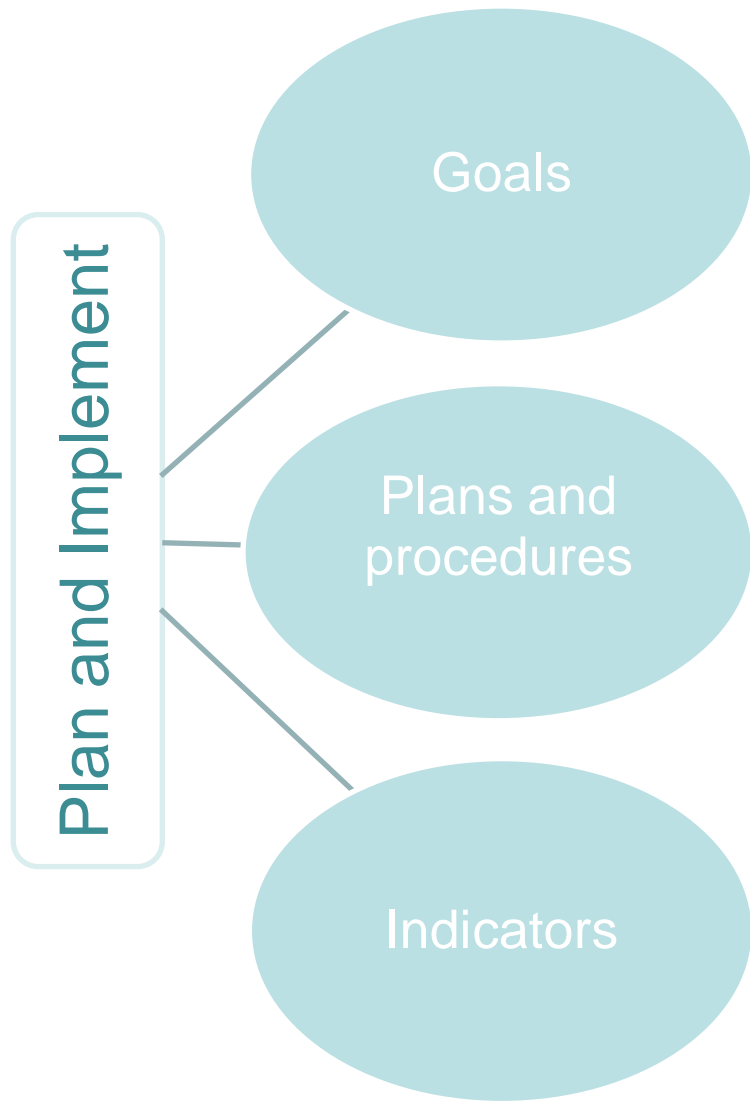 Plan and Implement
Goals
Plans and
procedures
Indicators